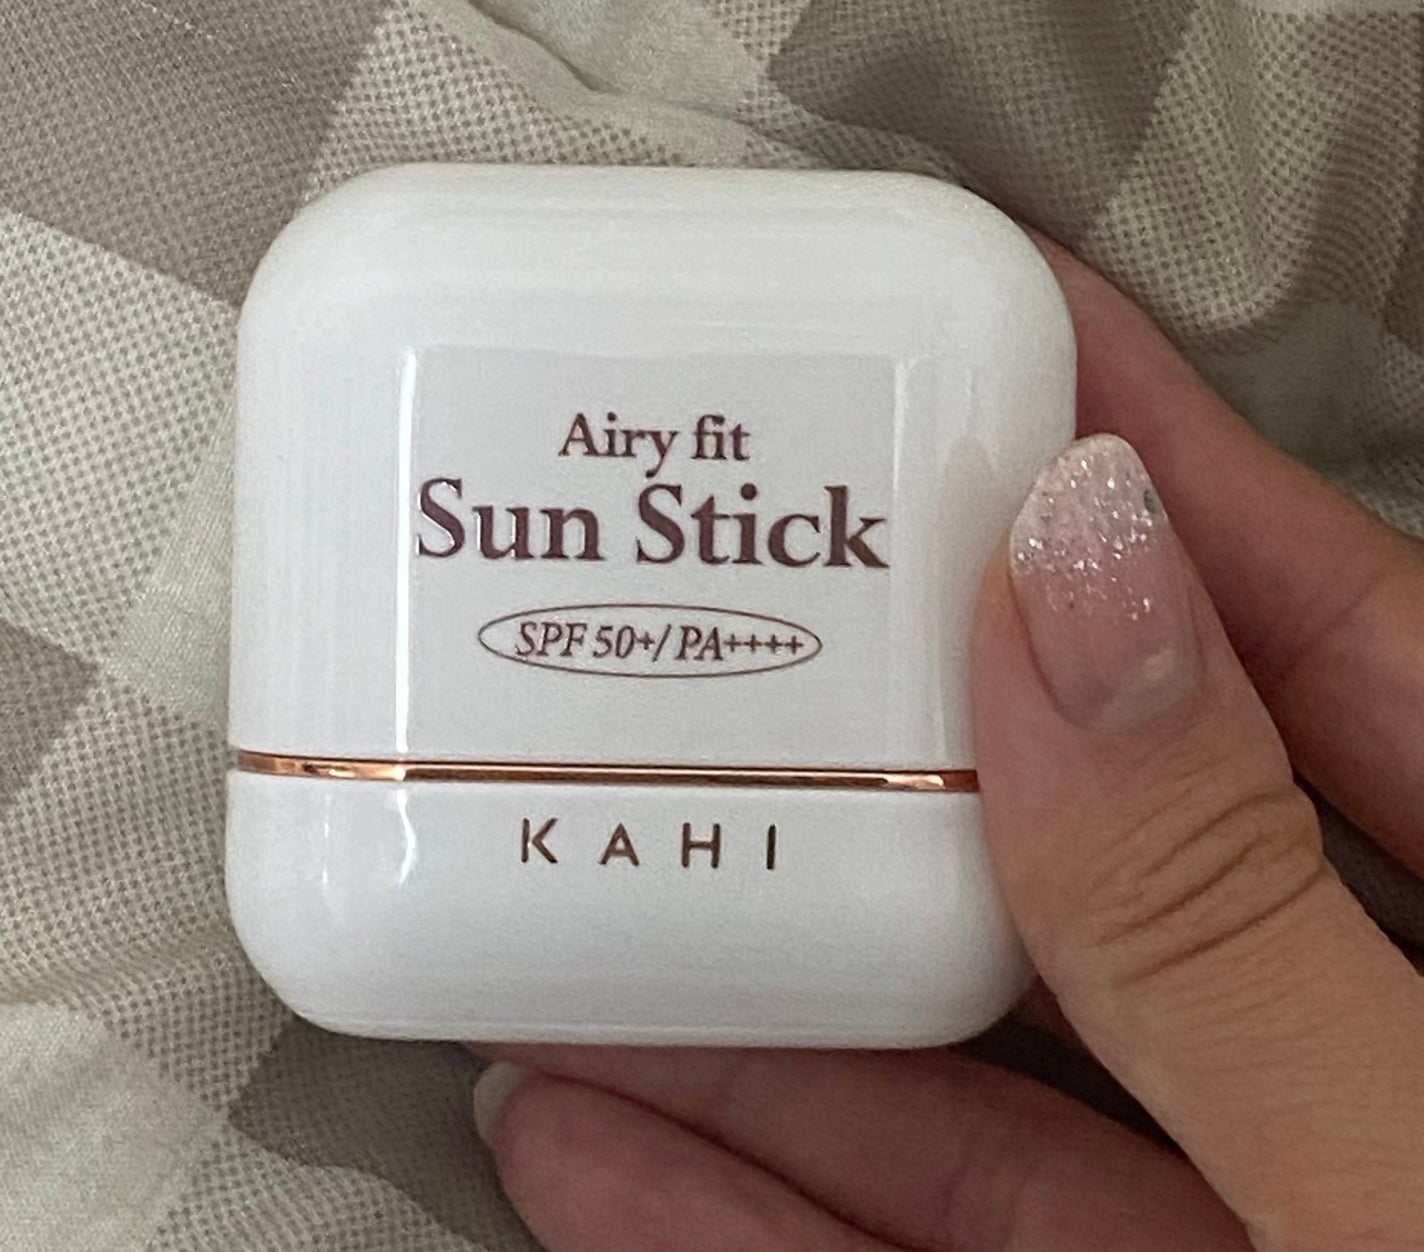 Airy fit
Sun Stick
SPF 50+/PA++++
KAHI